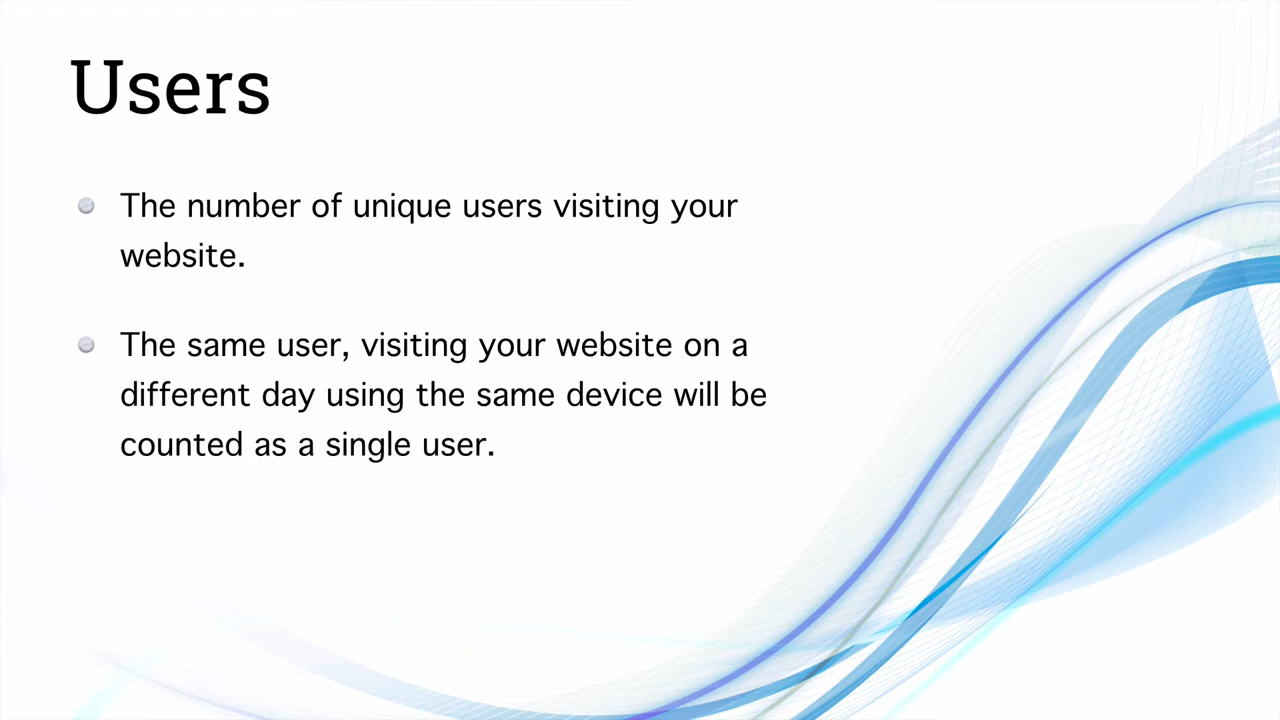 Users
The number of unique users visiting your
website.
The same user, visiting your website on a
different day using the same device will be
counted as a single user.